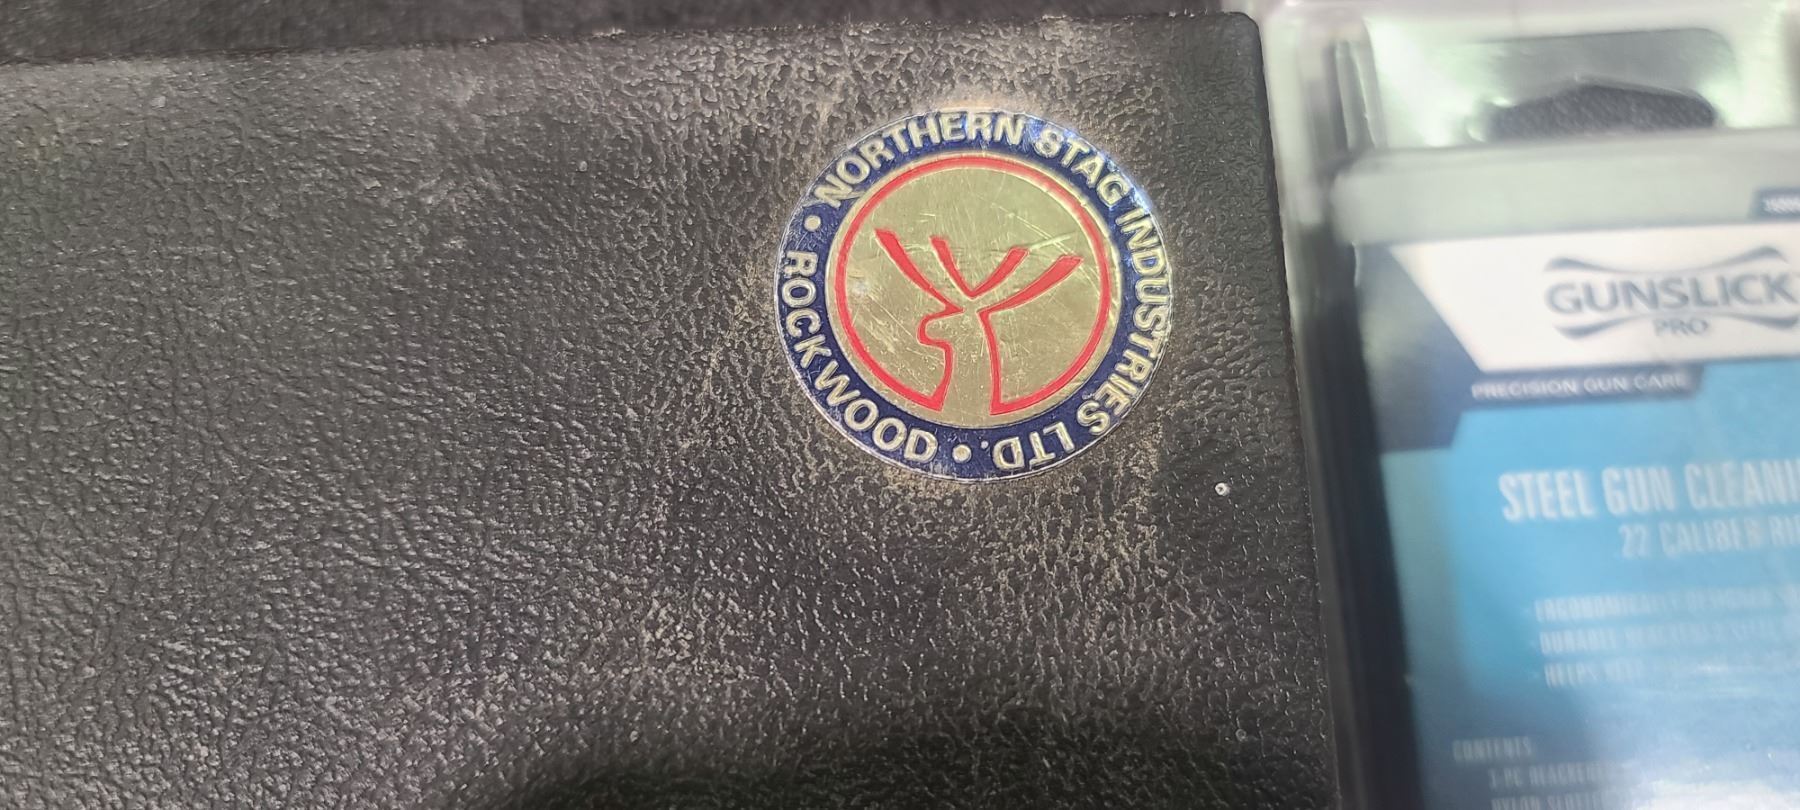 NORTHERN STAG INDUSTRIES LTD. • ROCKWOOD •
GUNSLICK
PRO
PRECISION GUN CARE
STEEL GUN CLEANI
22 CALIBER RI
CONTENTS